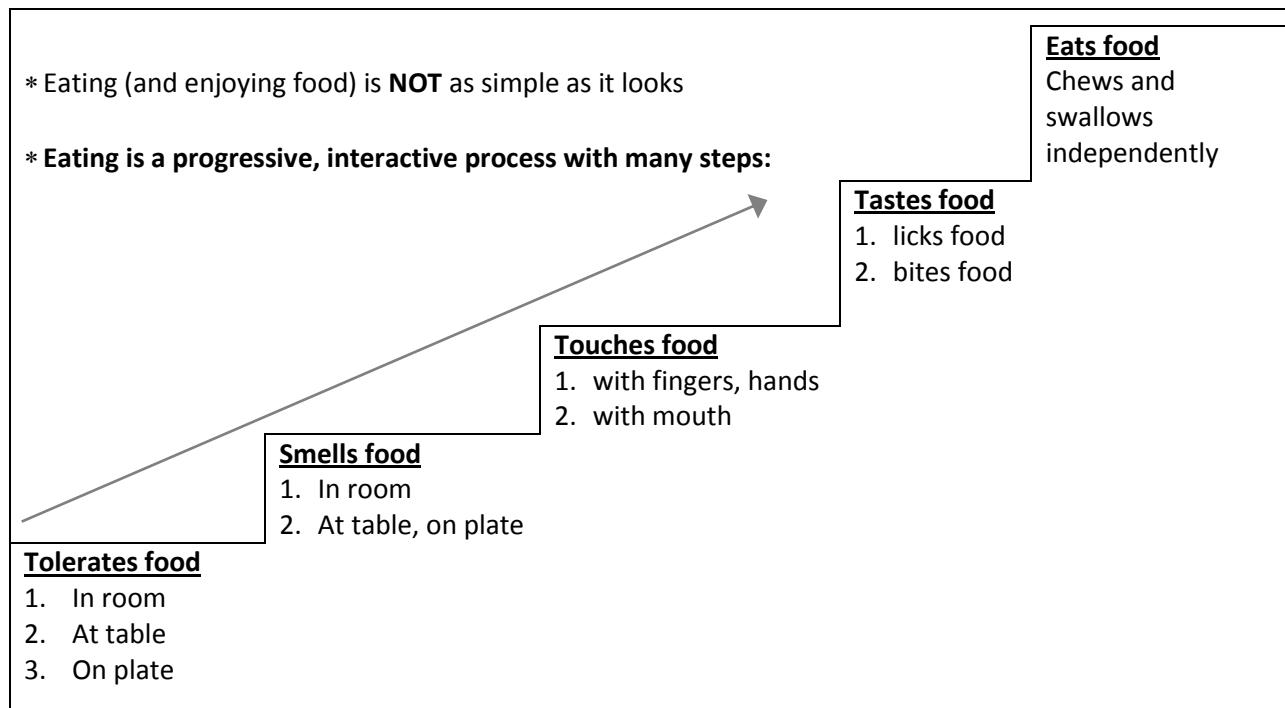 * Eating (and enjoying food) is NOT as simple as it looks
* Eating is a progressive, interactive process with many steps:
Eats food
Chews and
swallows
independently
Tastes food
1. licks food
2. bites food
Touches food
1. with fingers, hands
2. with mouth
Smells food
1. In room
2. At table, on plate
Tolerates food
1. In room
2. At table
3. On plate